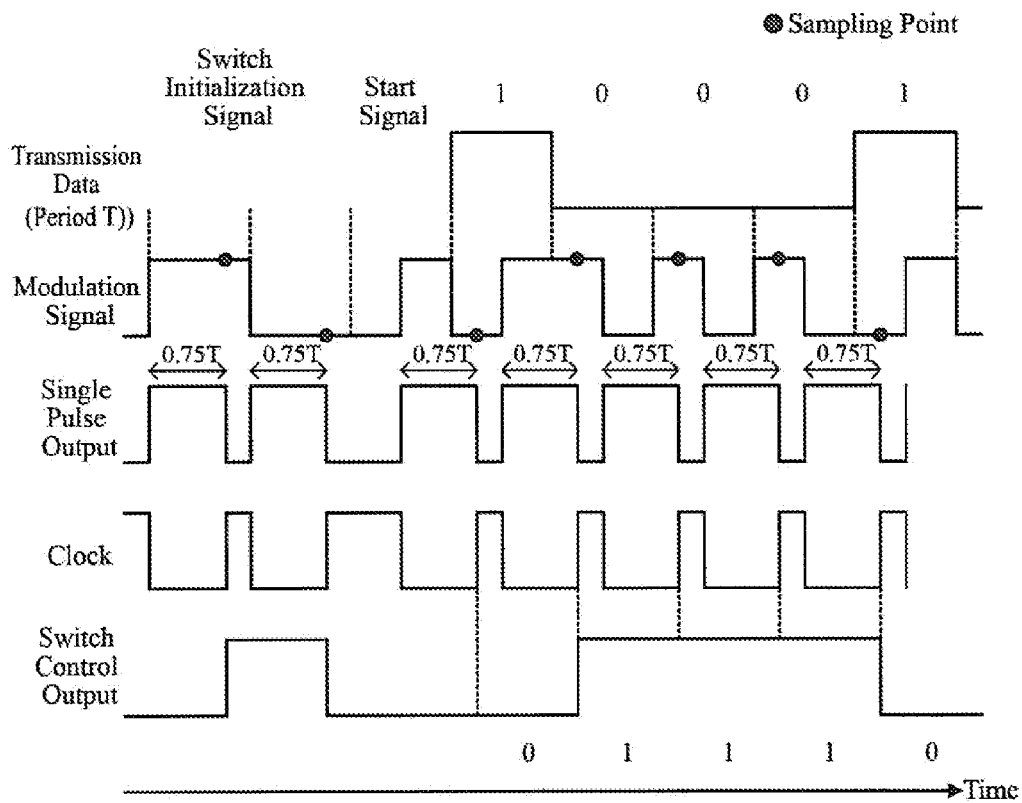 Sampling Point
Switch
Initialization
Signal
Start
Signal
1 0 0 0 1
Transmission
Data
(Period T))
Modulation
Signal
0.75T 0.75T 0.75T 0.75T 0.75T 0.75T 0.75T
Single
Pulse
Output
Clock
Switch
Control
Output
0 1 1 1 0
Time